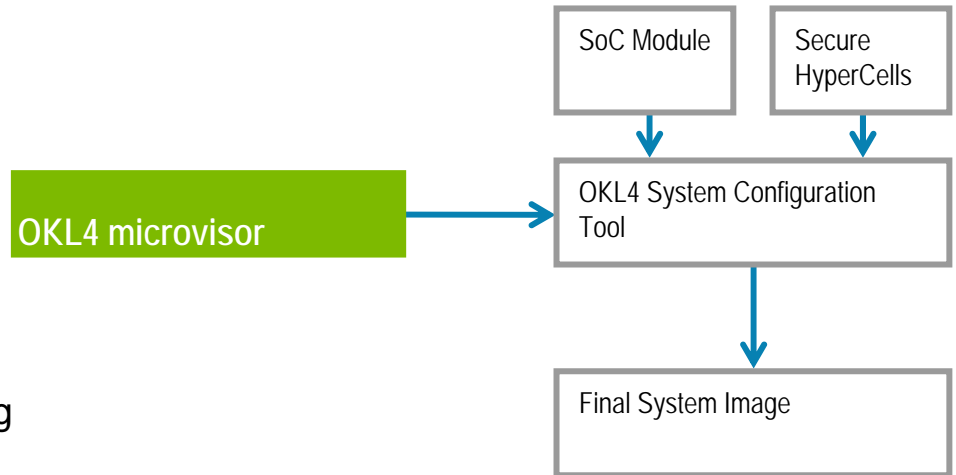 SoC Module
Secure
HyperCells
OKL4 microvisor
OKL4 System Configuration
Tool
Final System Image
g